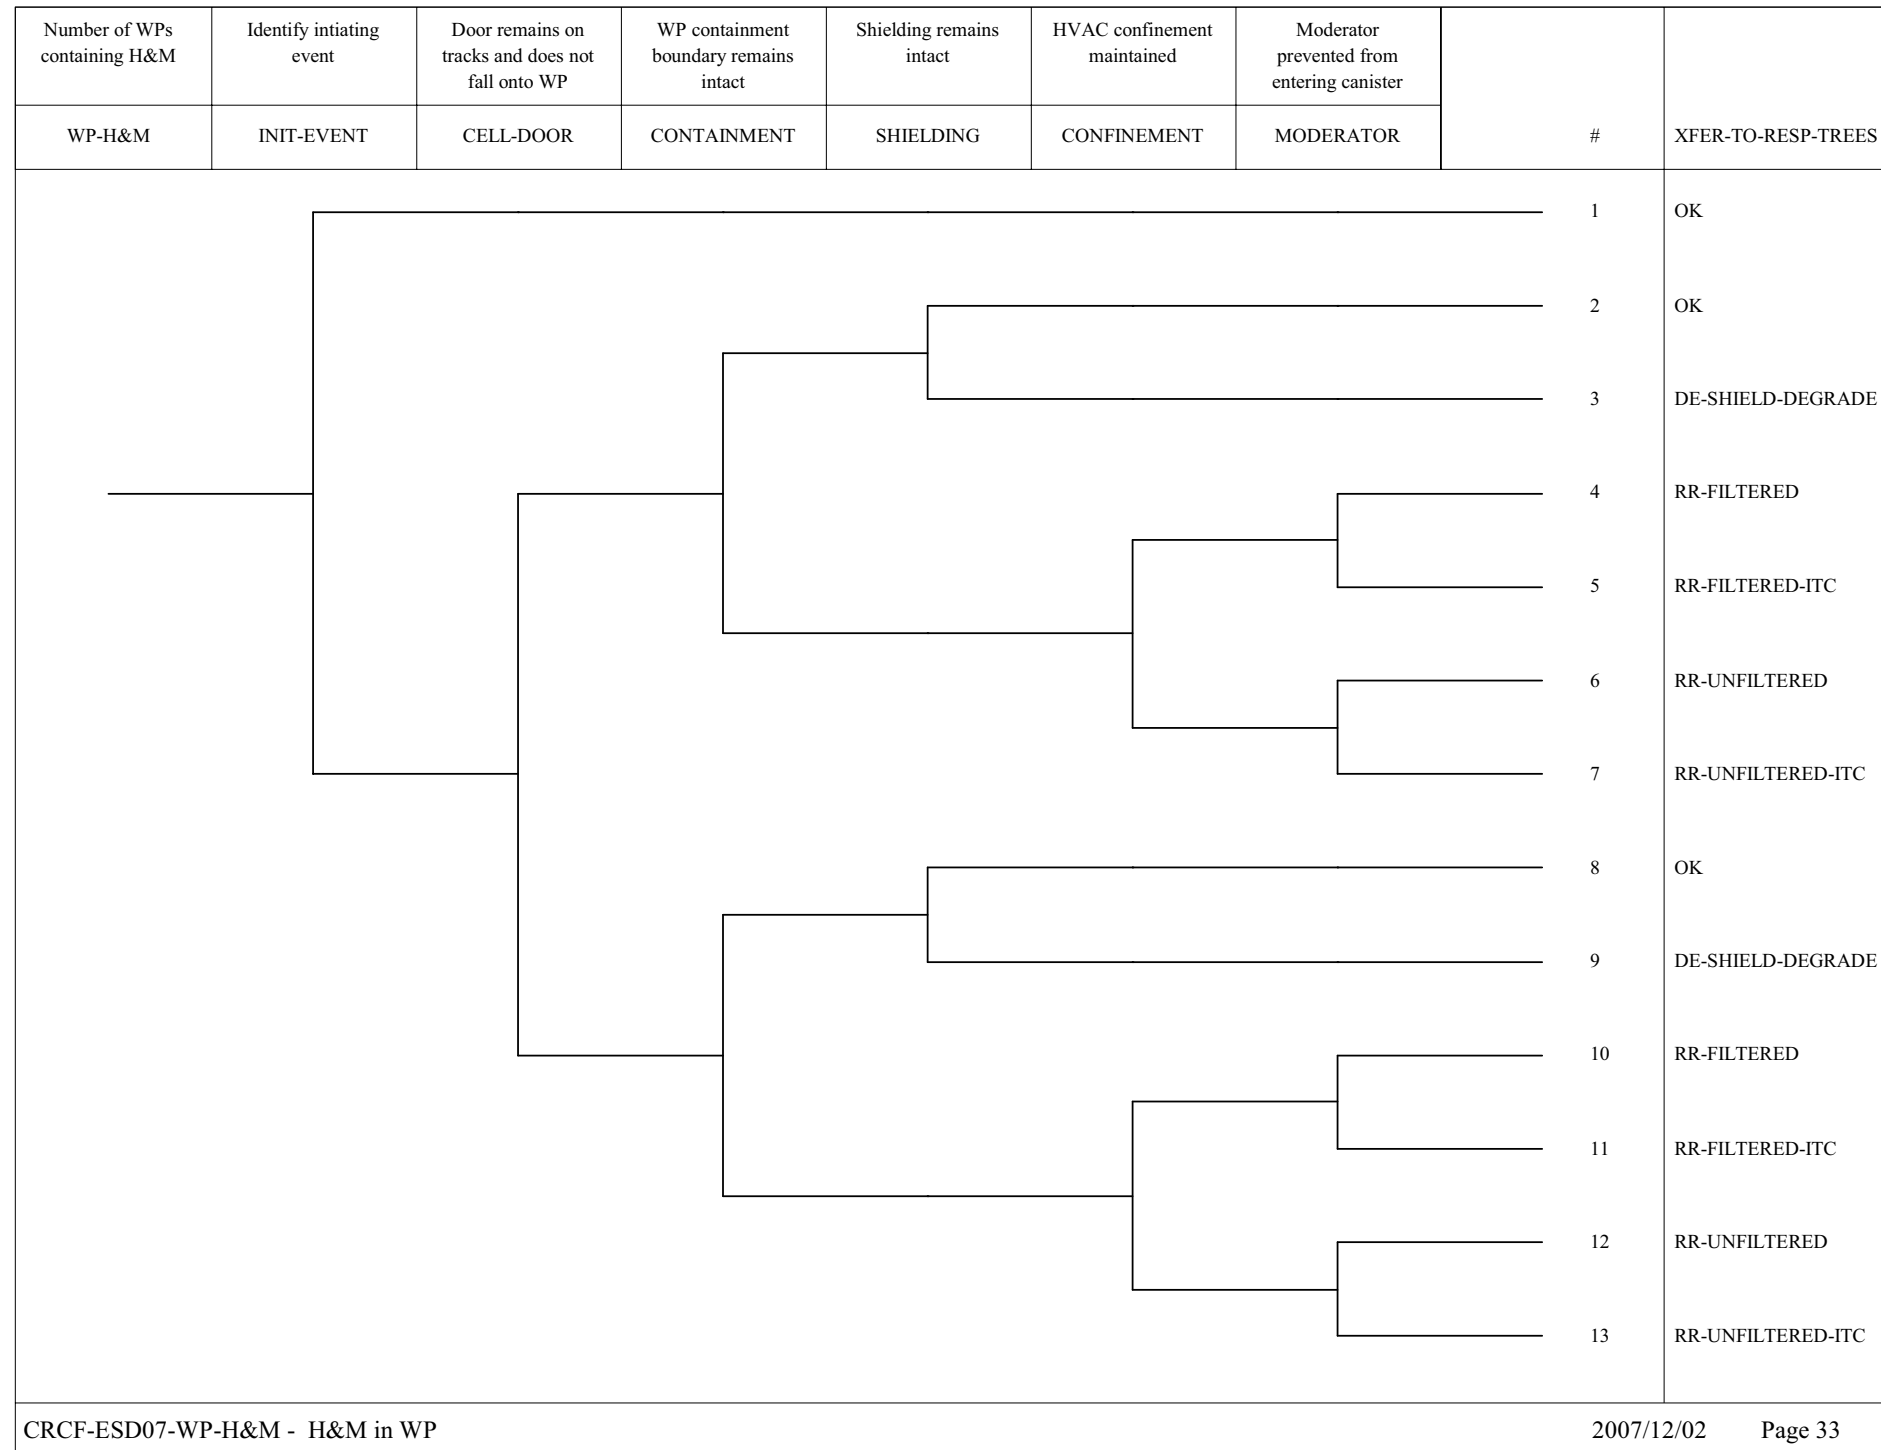 Number of WPs
containing H&M
Identify intiating
event
Door remains on
tracks and does not
fall onto WP
WP containment
boundary remains
intact
Shielding remains
intact
HVAC confinement
maintained
Moderator
prevented from
entering canister
WP-H&M
INIT-EVENT
CELL-DOOR
CONTAINMENT
SHIELDING
CONFINEMENT
MODERATOR
#
XFER-TO-RESP-TREES
1 OK
2 OK
3 DE-SHIELD-DEGRADE
4 RR-FILTERED
5 RR-FILTERED-ITC
6 RR-UNFILTERED
7 RR-UNFILTERED-ITC
8 OK
9 DE-SHIELD-DEGRADE
10 RR-FILTERED
11 RR-FILTERED-ITC
12 RR-UNFILTERED
13 RR-UNFILTERED-ITC
CRCF-ESD07-WP-H&M - H&M in WP
2007/12/02 Page 33